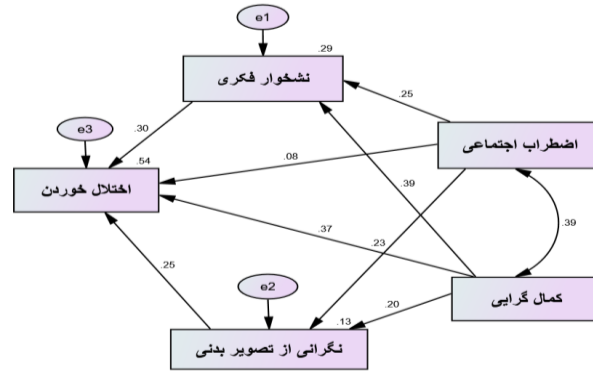 e1
.29
نشخوار فکری
.25
e3
.30
.54
اضطراب اجتماعی
.08
اختلال خوردن
.39
.37
.39
.23
.25
e2
.20
کمال گرایی
.13
نگرانی از تصویر بدنی